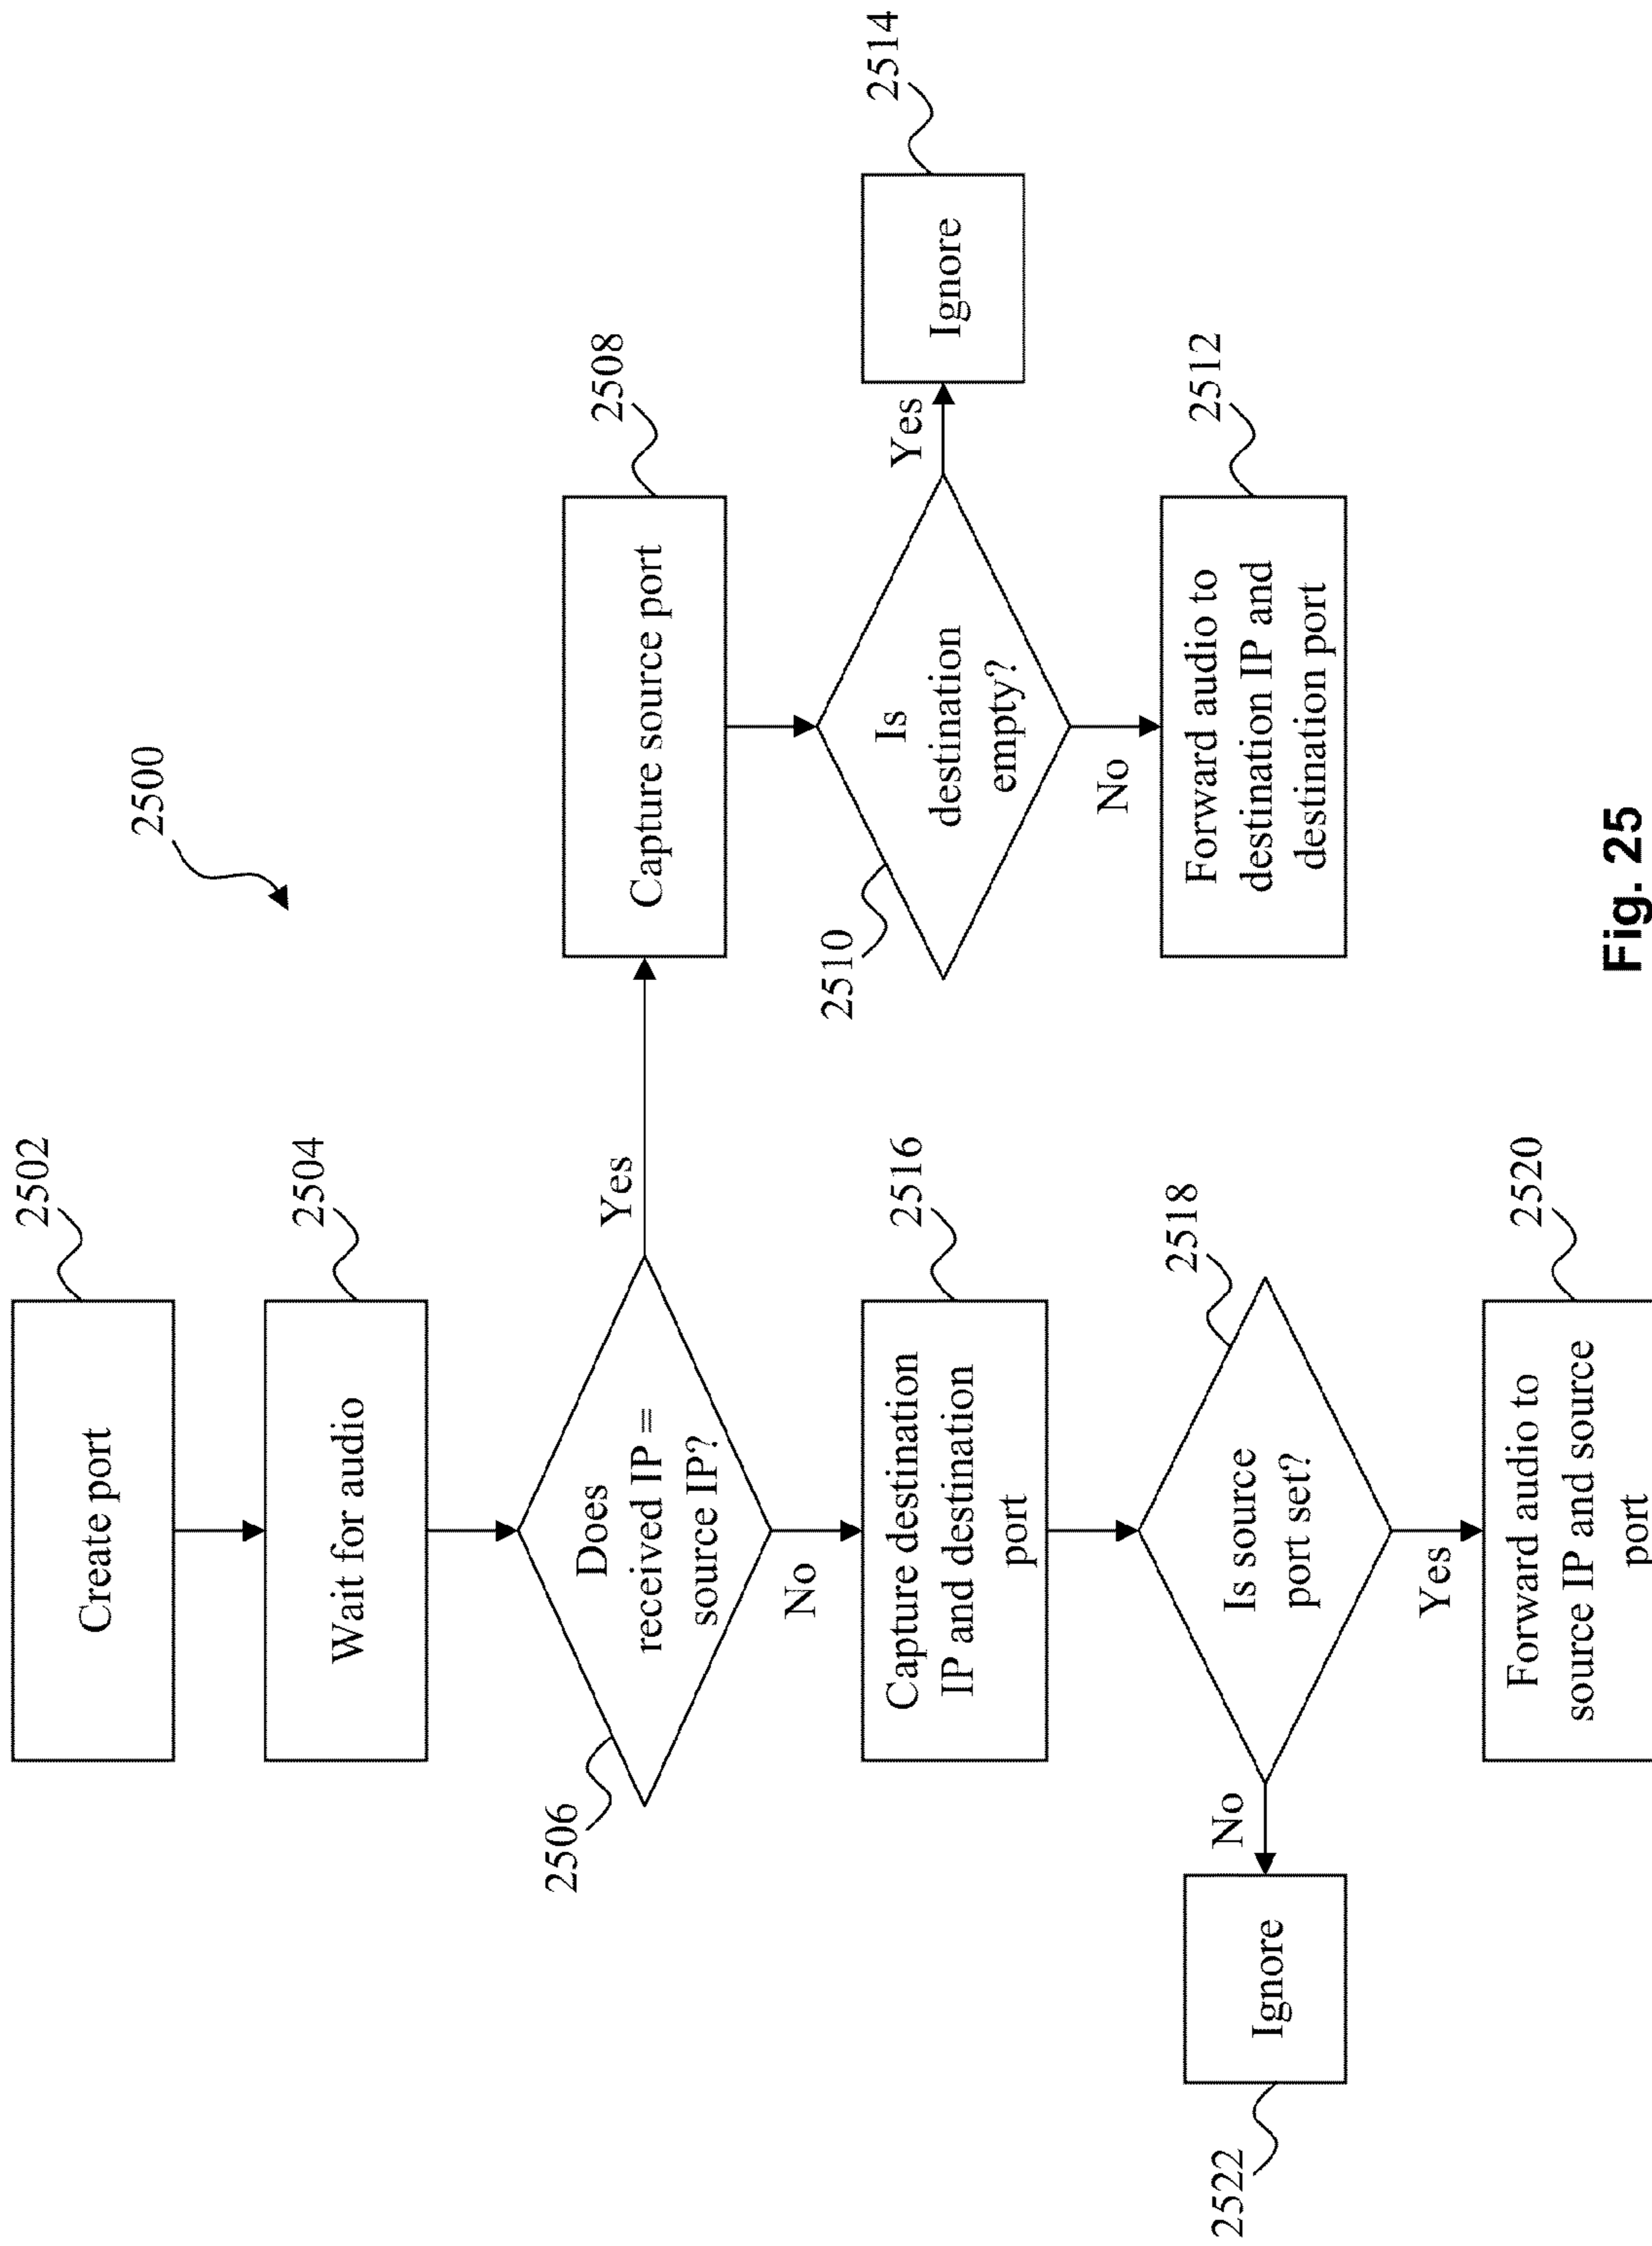 2500
2502
Create port
2504
Wait for audio
2506
Does
received IP =
source IP?
Yes
2508
Capture source port
2510
Is
destination
empty?
Yes
2514
Ignore
No
2512
Forward audio to
destination IP and
destination port
No
2516
Capture destination
IP and destination
port
2518
Is source
port set?
No
2522
Ignore
Yes
2520
Forward audio to
source IP and source
port
Fig. 25